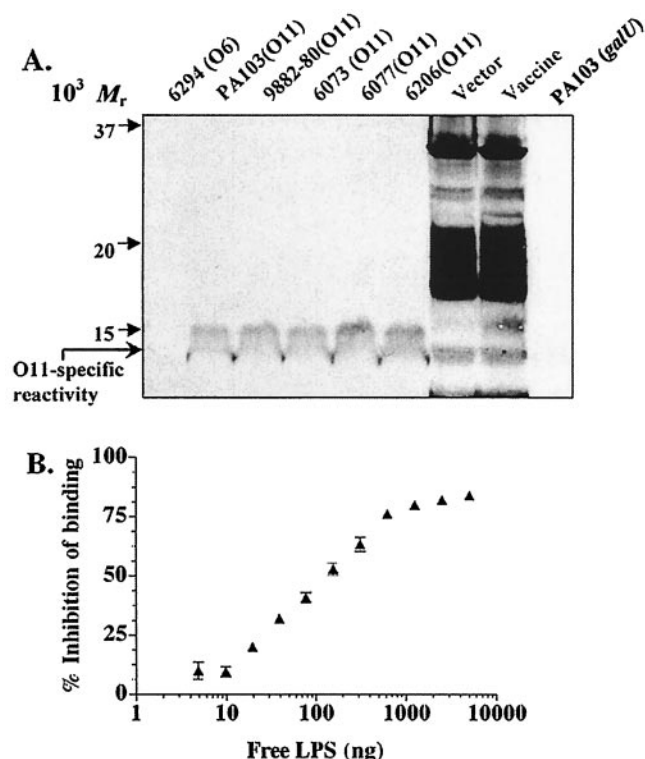 A.
10³ Mr
6294 (O6)
PA103(O11)
9882-80(O11)
6073 (O11)
6077(O11)
6206(O11)
Vector
Vaccine
PA103 (galU)
37
20
15
O11-specific
reactivity
B.
% Inhibition of binding
100
75
50
25
0
1
10
100
1000
10000
Free LPS (ng)